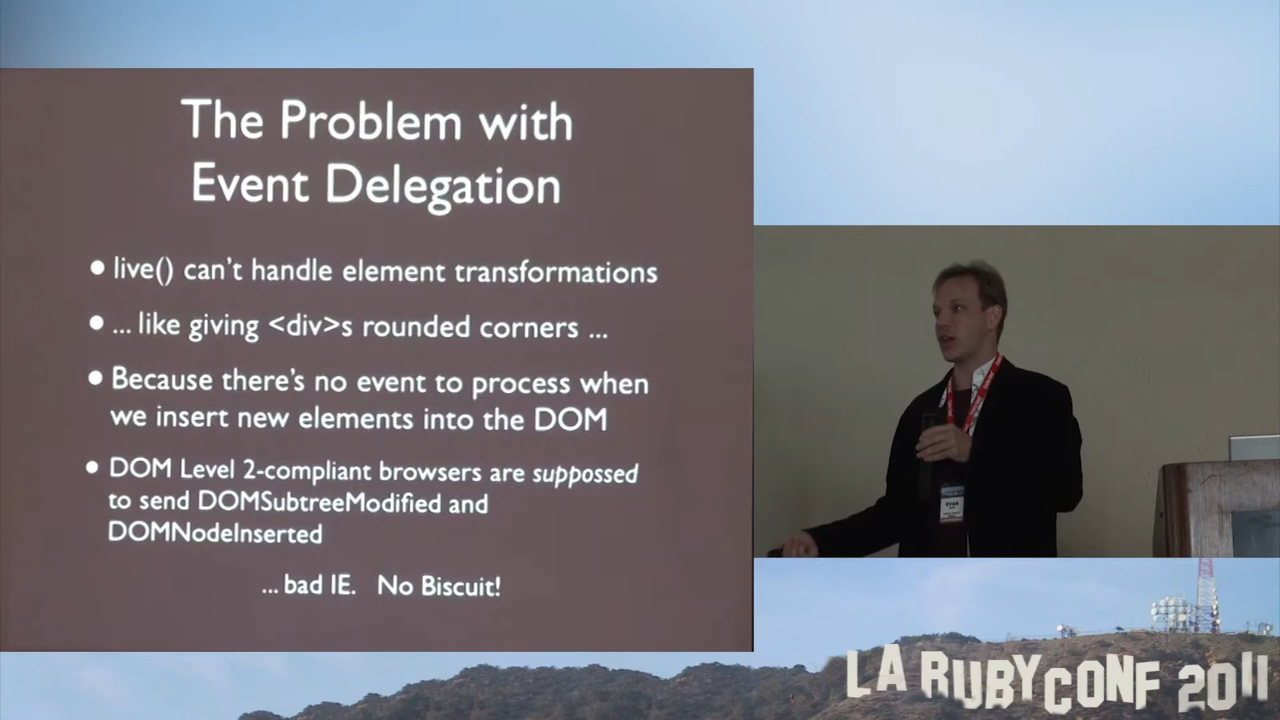 The Problem with
Event Delegation
• live() can't handle element transformations
• ... like giving <div>s rounded corners ...
• Because there's no event to process when
we insert new elements into the DOM
• DOM Level 2-compliant browsers are suppossed
to send DOMSubtreeModified and
DOMNodeInserted
... bad IE. No Biscuit!
EVAN
LA RUBYCONF 2011